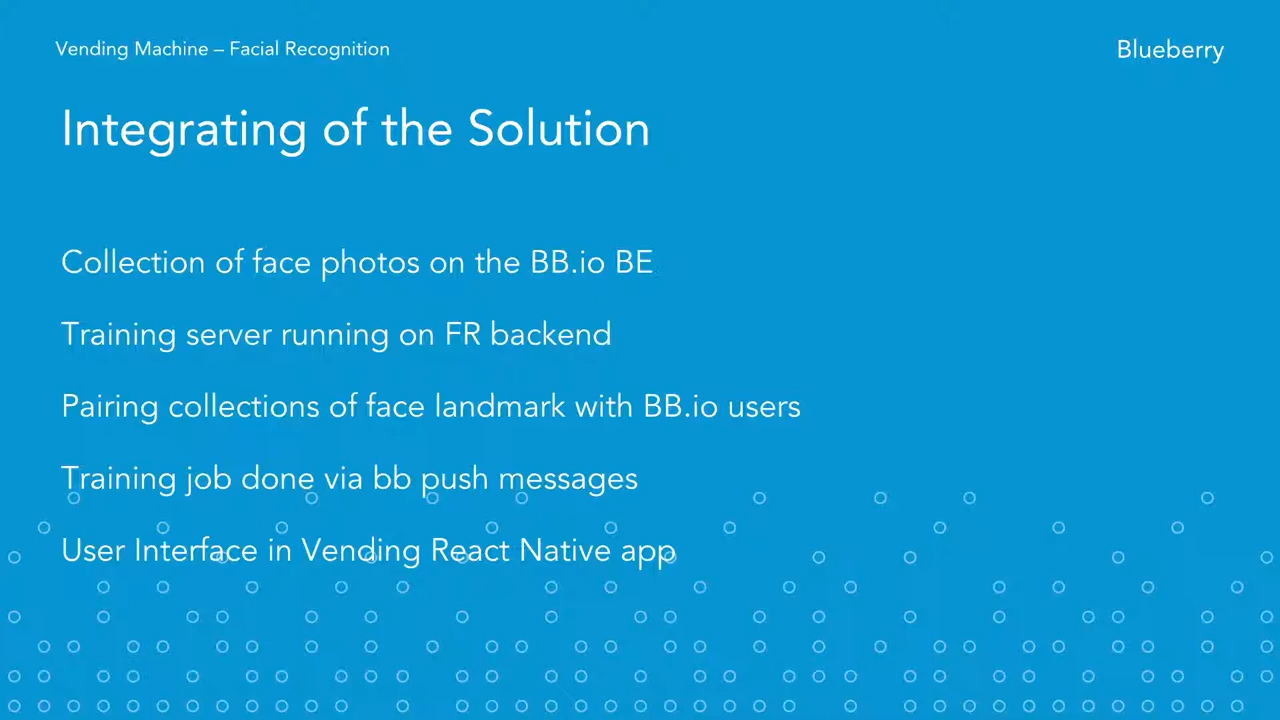 Vending Machine – Facial Recognition
Blueberry
Integrating of the Solution
Collection of face photos on the BB.io BE
Training server running on FR backend
Pairing collections of face landmark with BB.io users
Training job done via bb push messages
User Interface in Vending React Native app